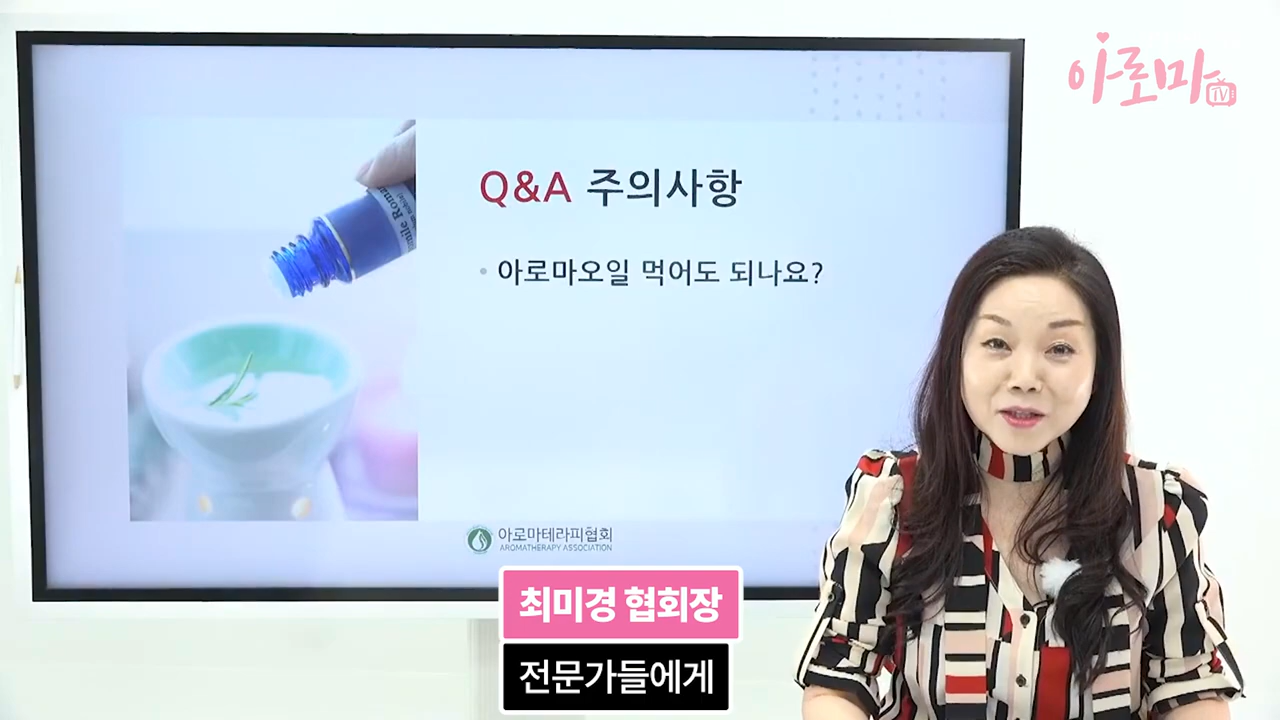 아로마
TV
Q&A 주의사항
• 아로마오일 먹어도 되나요?
아로마테라피협회
AROMATHERAPY ASSOCIATION
최미경 협회장
전문가들에게